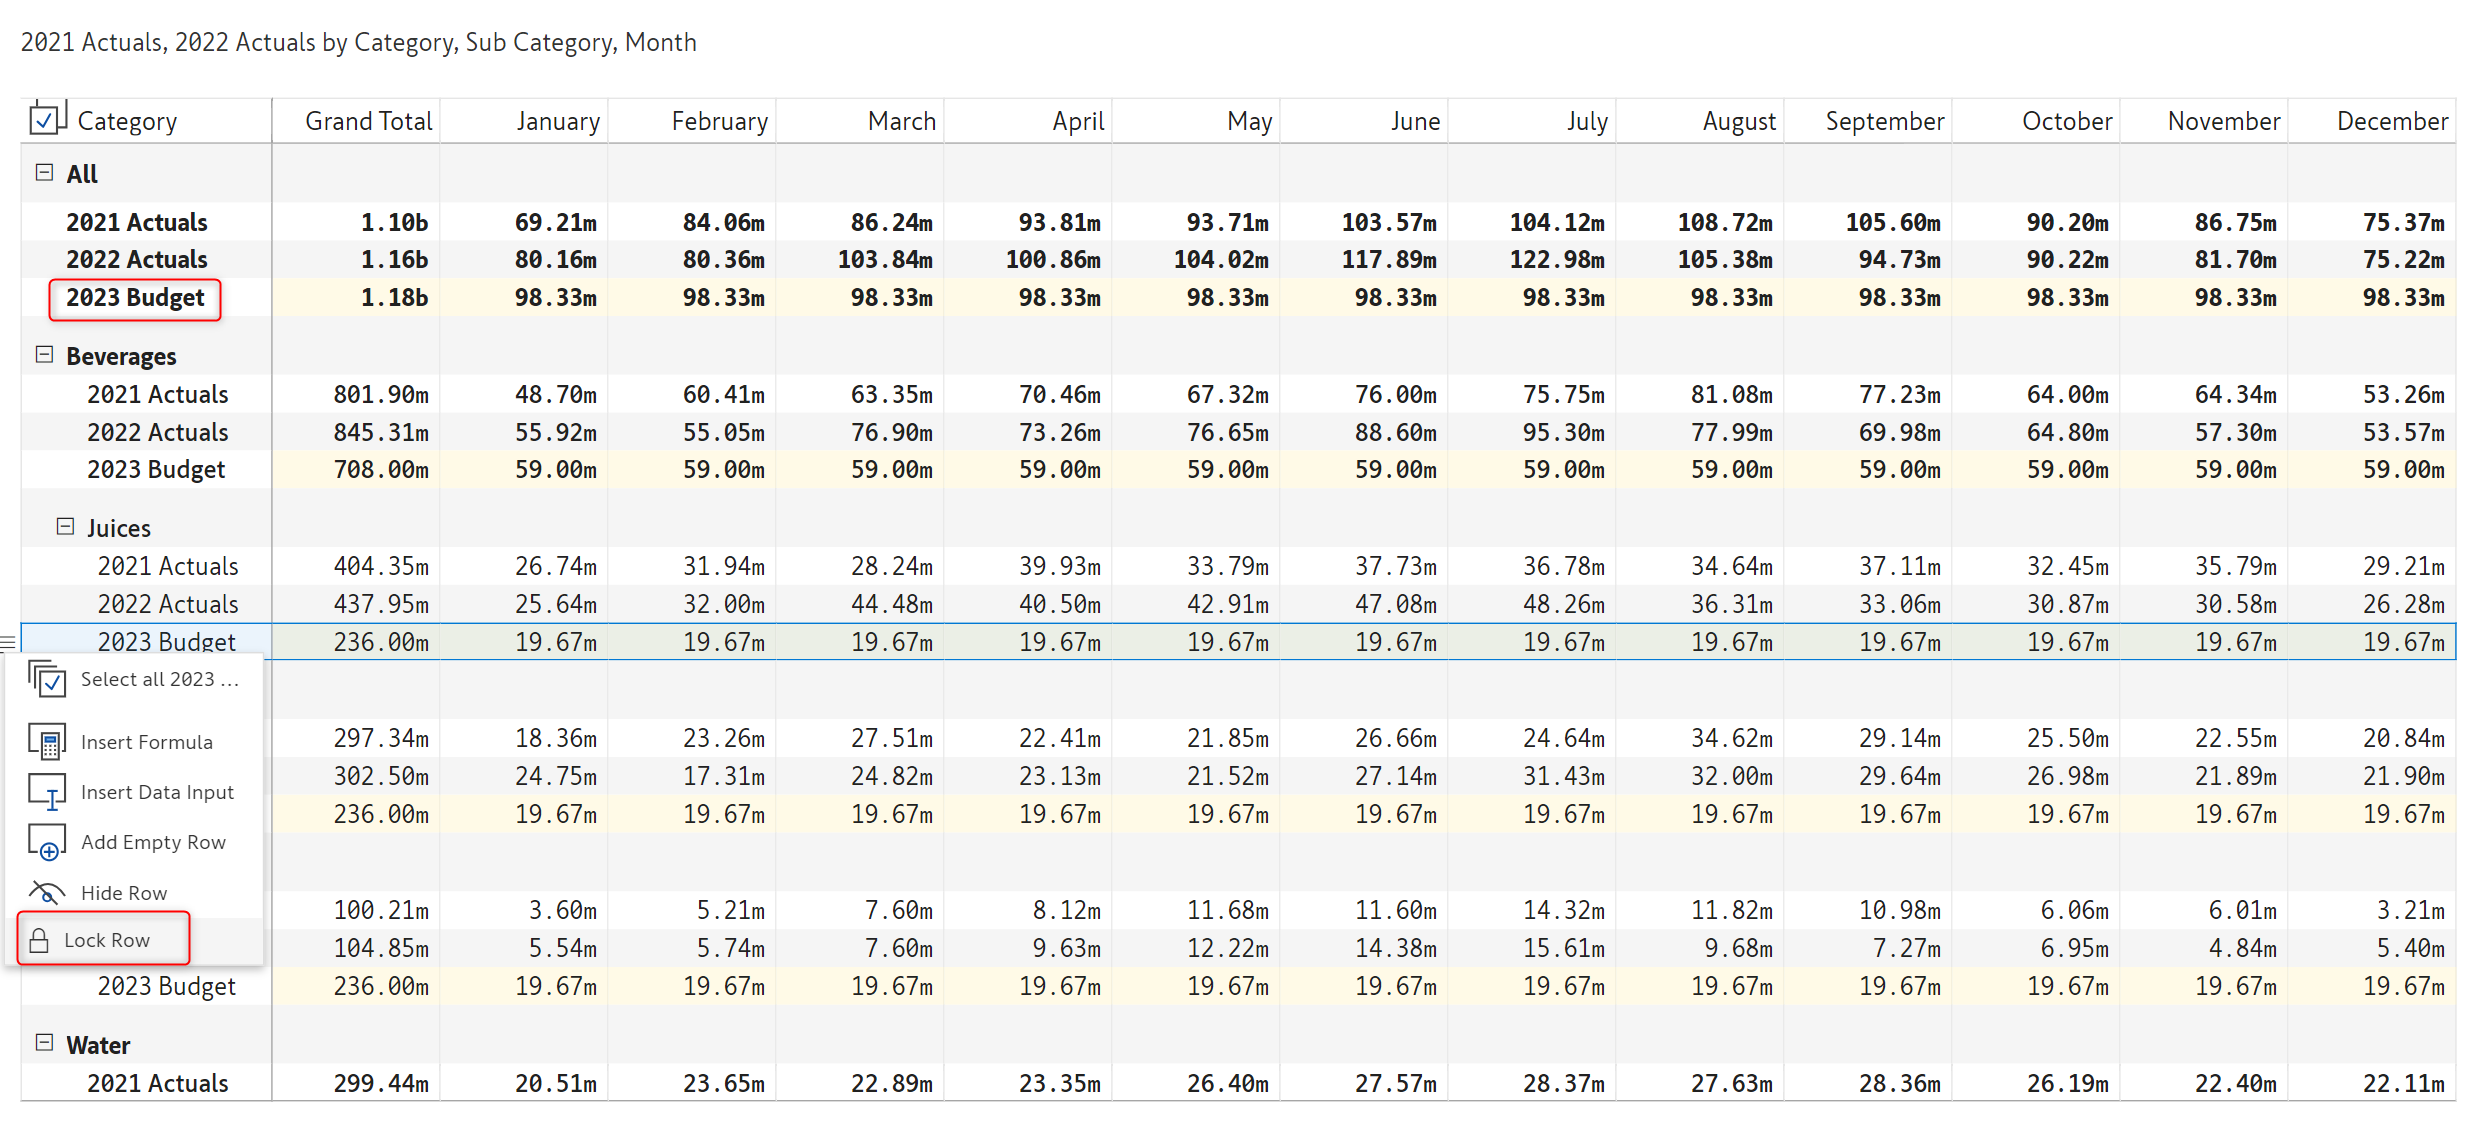 2021 Actuals, 2022 Actuals by Category, Sub Category, Month
Category Grand Total January February March April May June July August September October November December
All
2021 Actuals 1.10b 69.21m 84.06m 86.24m 93.81m 93.71m 103.57m 104.12m 108.72m 105.60m 90.20m 86.75m 75.37m
2022 Actuals 1.16b 80.16m 80.36m 103.84m 100.86m 104.02m 117.89m 122.98m 105.38m 94.73m 90.22m 81.70m 75.22m
2023 Budget 1.18b 98.33m 98.33m 98.33m 98.33m 98.33m 98.33m 98.33m 98.33m 98.33m 98.33m 98.33m 98.33m
Beverages
2021 Actuals 801.90m 48.70m 60.41m 63.35m 70.46m 67.32m 76.00m 75.75m 81.08m 77.23m 64.00m 64.34m 53.26m
2022 Actuals 845.31m 55.92m 55.05m 76.90m 73.26m 76.65m 88.60m 95.30m 77.99m 69.98m 64.80m 57.30m 53.57m
2023 Budget 708.00m 59.00m 59.00m 59.00m 59.00m 59.00m 59.00m 59.00m 59.00m 59.00m 59.00m 59.00m 59.00m
Juices
2021 Actuals 404.35m 26.74m 31.94m 28.24m 39.93m 33.79m 37.73m 36.78m 34.64m 37.11m 32.45m 35.79m 29.21m
2022 Actuals 437.95m 25.64m 32.00m 44.48m 40.50m 42.91m 47.08m 48.26m 36.31m 33.06m 30.87m 30.58m 26.28m
2023 Budget 236.00m 19.67m 19.67m 19.67m 19.67m 19.67m 19.67m 19.67m 19.67m 19.67m 19.67m 19.67m 19.67m
Select all 2023 ...
Insert Formula 297.34m 18.36m 23.26m 27.51m 22.41m 21.85m 26.66m 24.64m 34.62m 29.14m 25.50m 22.55m 20.84m
Insert Data Input 302.50m 24.75m 17.31m 24.82m 23.13m 21.52m 27.14m 31.43m 32.00m 29.64m 26.98m 21.89m 21.90m
236.00m 19.67m 19.67m 19.67m 19.67m 19.67m 19.67m 19.67m 19.67m 19.67m 19.67m 19.67m 19.67m
Add Empty Row
Hide Row 100.21m 3.60m 5.21m 7.60m 8.12m 11.68m 11.60m 14.32m 11.82m 10.98m 6.06m 6.01m 3.21m
Lock Row 104.85m 5.54m 5.74m 7.60m 9.63m 12.22m 14.38m 15.61m 9.68m 7.27m 6.95m 4.84m 5.40m
2023 Budget 236.00m 19.67m 19.67m 19.67m 19.67m 19.67m 19.67m 19.67m 19.67m 19.67m 19.67m 19.67m 19.67m
Water
2021 Actuals 299.44m 20.51m 23.65m 22.89m 23.35m 26.40m 27.57m 28.37m 27.63m 28.36m 26.19m 22.40m 22.11m